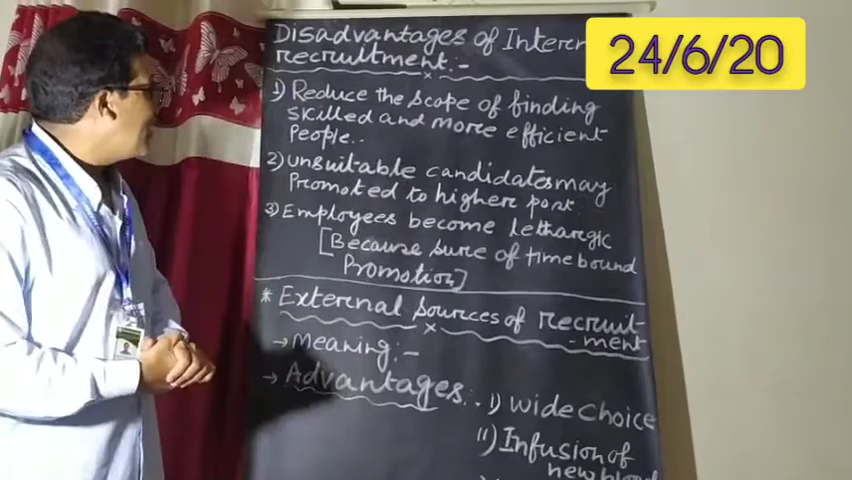 Disadvantages of Intern
recruitment :-
24/6/20
1) Reduce the scope of finding
skilled and more efficient
People.
2) unsuitable candidates may
Promoted to higher post.
3) Employees become lethargic
[Because sure of time bound
Promotion]
* External sources of recruit-
-ment
→ Meaning :-
→ Advantages :-
i) wide choice
ii) Infusion of
new blood